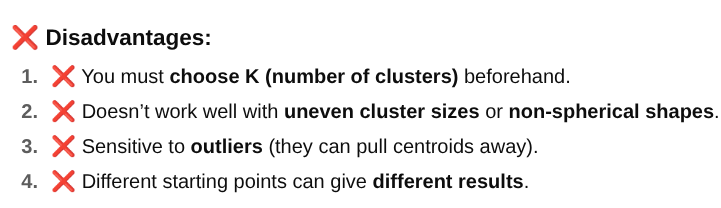 ❌ Disadvantages:
1. ❌ You must choose K (number of clusters) beforehand.
2. ❌ Doesn’t work well with uneven cluster sizes or non-spherical shapes.
3. ❌ Sensitive to outliers (they can pull centroids away).
4. ❌ Different starting points can give different results.